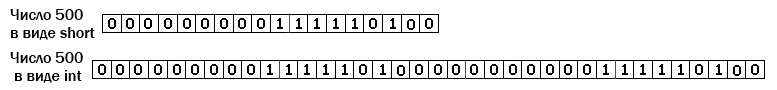 Число 500
в виде short
0 0 0 0 0 0 0 0 0 1 1 1 1 1 0 1 0 0
Число 500
в виде int
0 0 0 0 0 0 0 0 0 1 1 1 1 1 0 1 0 0 0 0 0 0 0 0 0 0 0 1 1 1 1 1 0 1 0 0